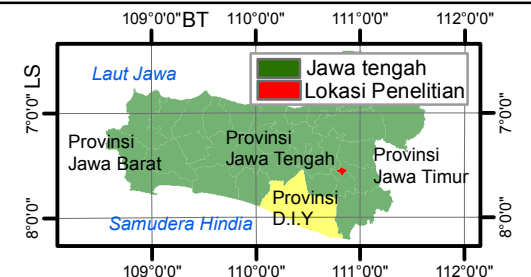 109°0'0" BT 110°0'0" 111°0'0" 112°0'0"
7°0'0" LS
8°0'0"
7°0'0"
8°0'0"
Laut Jawa
Jawa tengah
Lokasi Penelitian
Provinsi
Jawa Barat
Provinsi
Jawa Tengah
Provinsi
Jawa Timur
Provinsi
D.I.Y
Samudera Hindia
109°0'0" 110°0'0" 111°0'0" 112°0'0"